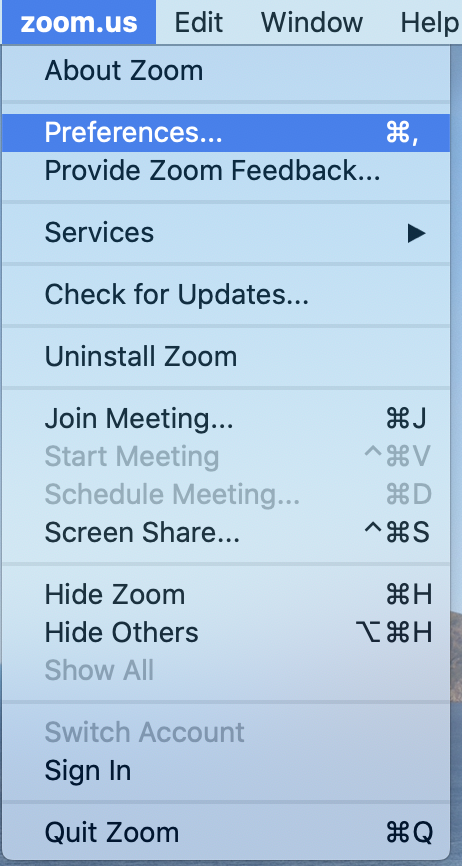 zoom.us Edit Window Help
About Zoom
Preferences... ⌘,
Provide Zoom Feedback...
Services ▶
Check for Updates...
Uninstall Zoom
Join Meeting... ⌘J
Start Meeting ^⌘V
Schedule Meeting... ⌘D
Screen Share... ^⌘S
Hide Zoom ⌘H
Hide Others ⌥⌘H
Show All
Switch Account
Sign In
Quit Zoom ⌘Q